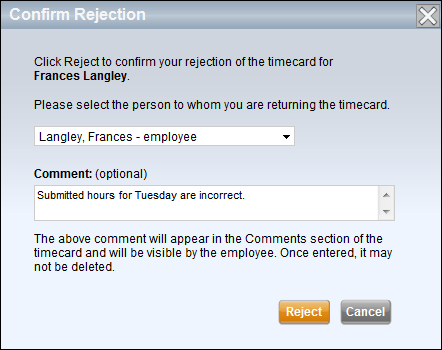 Confirm Rejection
Click Reject to confirm your rejection of the timecard for
Frances Langley.
Please select the person to whom you are returning the timecard.
Langley, Frances - employee
Comment: (optional)
Submitted hours for Tuesday are incorrect.
The above comment will appear in the Comments section of the
timecard and will be visible by the employee. Once entered, it may
not be deleted.
Reject Cancel